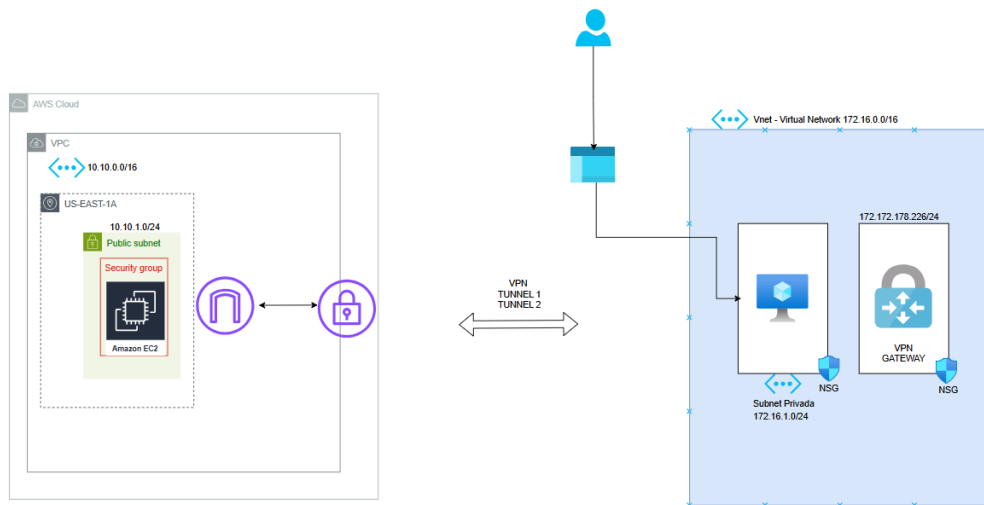 AWS Cloud
VPC
10.10.0.0/16
US-EAST-1A
10.10.1.0/24
Public subnet
Security group
Amazon EC2
VPN
TUNNEL 1
TUNNEL 2
Vnet - Virtual Network 172.16.0.0/16
172.172.178.226/24
VPN
GATEWAY
NSG
NSG
Subnet Privada
172.16.1.0/24